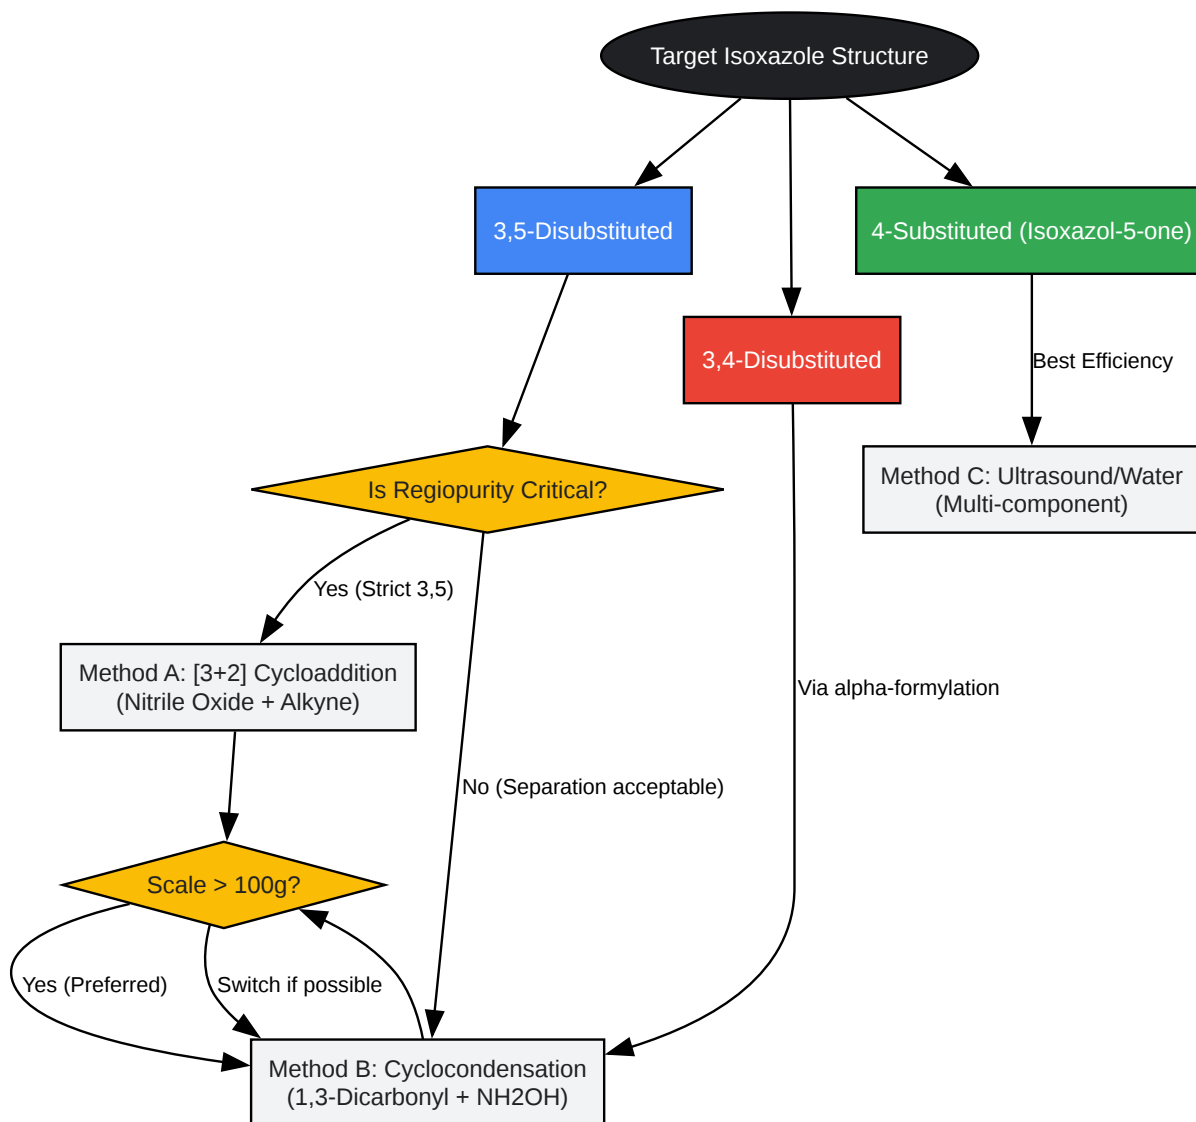 Target Isoxazole Structure
3,5-Disubstituted
4-Substituted (Isoxazol-5-one)
3,4-Disubstituted
Best Efficiency
Is Regiopurity Critical?
Method C: Ultrasound/Water
(Multi-component)
Yes (Strict 3,5)
Method A: [3+2] Cycloaddition
(Nitrile Oxide + Alkyne)
Via alpha-formylation
No (Separation acceptable)
Scale > 100g?
Yes (Preferred)
Switch if possible
Method B: Cyclocondensation
(1,3-Dicarbonyl + NH2OH)